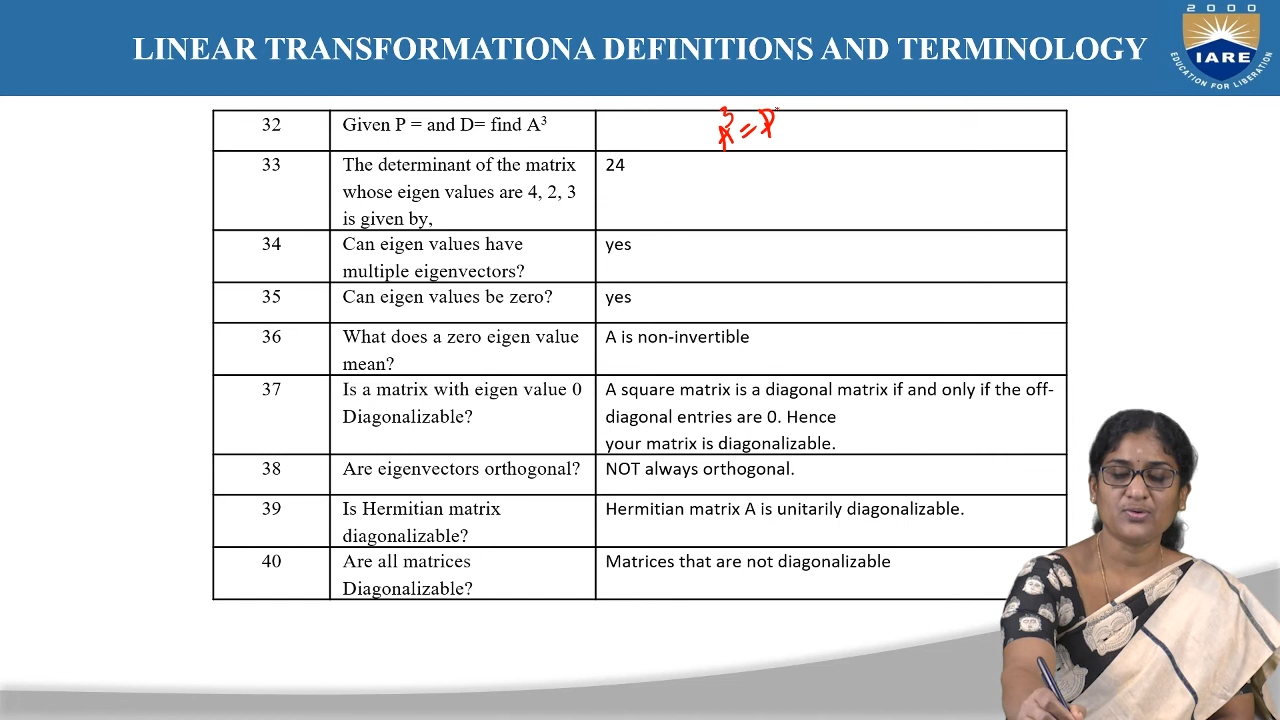 LINEAR TRANSFORMATIONA DEFINITIONS AND TERMINOLOGY
2000
IARE
EDUCATION FOR LIBERATION
32
Given P = and D= find A³
A³ = P
33
The determinant of the matrix
whose eigen values are 4, 2, 3
is given by,
24
34
Can eigen values have
multiple eigenvectors?
yes
35
Can eigen values be zero?
yes
36
What does a zero eigen value
mean?
A is non-invertible
37
Is a matrix with eigen value 0
Diagonalizable?
A square matrix is a diagonal matrix if and only if the off-
diagonal entries are 0. Hence
your matrix is diagonalizable.
38
Are eigenvectors orthogonal?
NOT always orthogonal.
39
Is Hermitian matrix
diagonalizable?
Hermitian matrix A is unitarily diagonalizable.
40
Are all matrices
Diagonalizable?
Matrices that are not diagonalizable